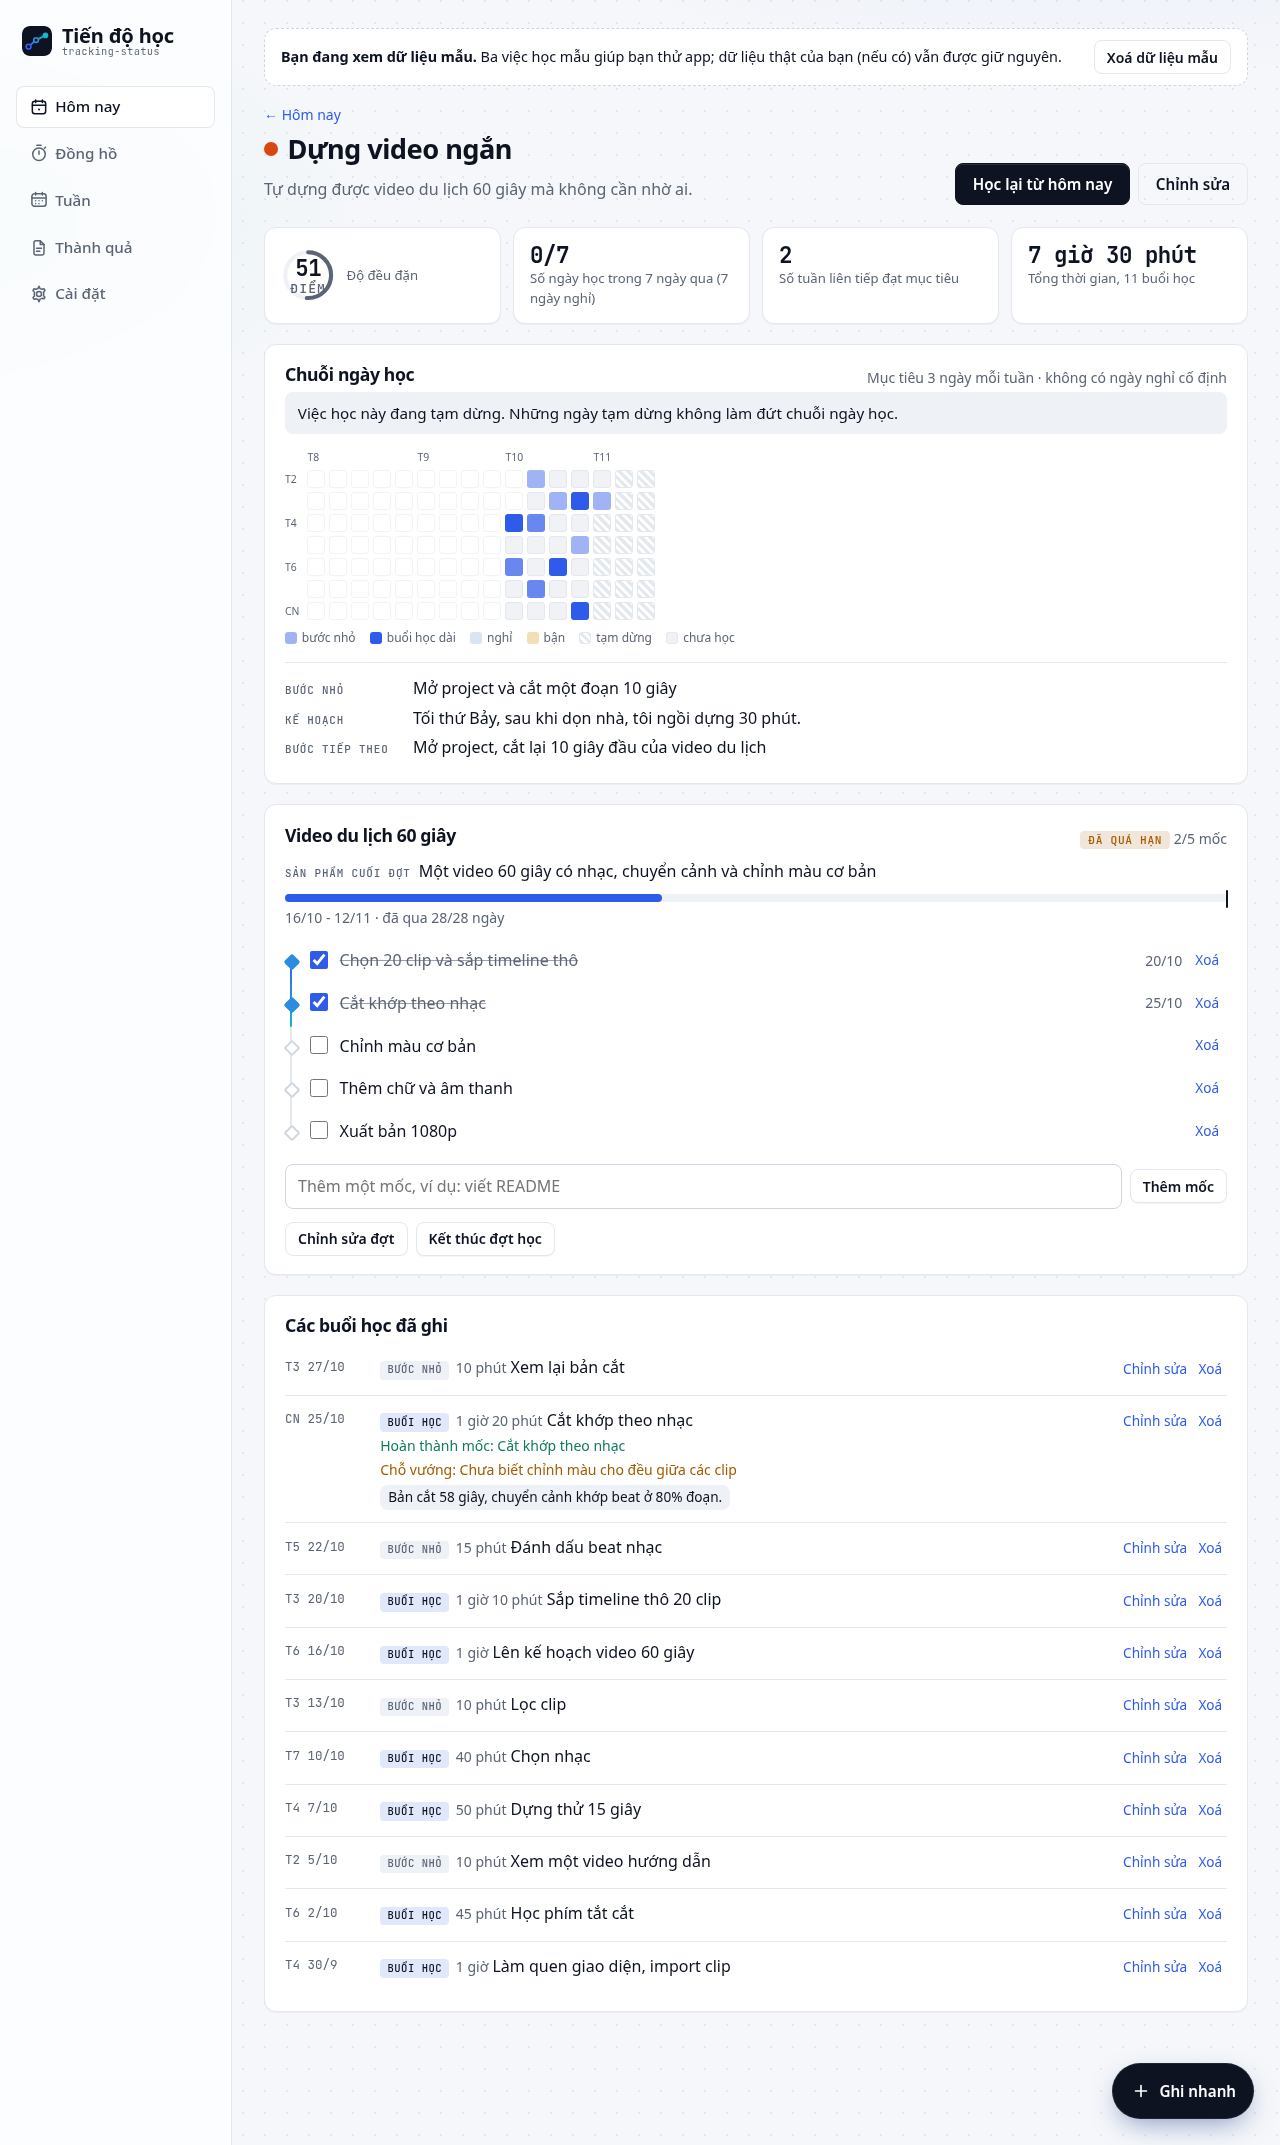 Tiến độ học
tracking-status
Hôm nay
Đồng hồ
Tuần
Thành quả
Cài đặt
Bạn đang xem dữ liệu mẫu. Ba việc học mẫu giúp bạn thử app; dữ liệu thật của bạn (nếu có) vẫn được giữ nguyên.
Xoá dữ liệu mẫu
← Hôm nay
Dựng video ngắn
Tự dựng được video du lịch 60 giây mà không cần nhờ ai.
Học lại từ hôm nay
Chỉnh sửa
51
ĐIỂM
Độ đều đặn
0/7
Số ngày học trong 7 ngày qua (7
ngày nghỉ)
2
Số tuần liên tiếp đạt mục tiêu
7 giờ 30 phút
Tổng thời gian, 11 buổi học
Chuỗi ngày học
Mục tiêu 3 ngày mỗi tuần · không có ngày nghỉ cố định
Việc học này đang tạm dừng. Những ngày tạm dừng không làm đứt chuỗi ngày học.
T8 T9 T10 T11
T2
T4
T6
CN
bước nhỏ buổi học dài nghỉ bận tạm dừng chưa học
BƯỚC NHỎ Mở project và cắt một đoạn 10 giây
KẾ HOẠCH Tối thứ Bảy, sau khi dọn nhà, tôi ngồi dựng 30 phút.
BƯỚC TIẾP THEO Mở project, cắt lại 10 giây đầu của video du lịch
Video du lịch 60 giây
ĐÃ QUÁ HẠN 2/5 mốc
SẢN PHẨM CUỐI ĐỢT Một video 60 giây có nhạc, chuyển cảnh và chỉnh màu cơ bản
16/10 - 12/11 · đã qua 28/28 ngày
Chọn 20 clip và sắp timeline thô 20/10 Xoá
Cắt khớp theo nhạc 25/10 Xoá
Chỉnh màu cơ bản Xoá
Thêm chữ và âm thanh Xoá
Xuất bản 1080p Xoá
Thêm một mốc, ví dụ: viết README
Thêm mốc
Chỉnh sửa đợt
Kết thúc đợt học
Các buổi học đã ghi
T3 27/10 BƯỚC NHỎ 10 phút Xem lại bản cắt Chỉnh sửa Xoá
CN 25/10 BUỔI HỌC 1 giờ 20 phút Cắt khớp theo nhạc Chỉnh sửa Xoá
Hoàn thành mốc: Cắt khớp theo nhạc
Chỗ vướng: Chưa biết chỉnh màu cho đều giữa các clip
Bản cắt 58 giây, chuyển cảnh khớp beat ở 80% đoạn.
T5 22/10 BƯỚC NHỎ 15 phút Đánh dấu beat nhạc Chỉnh sửa Xoá
T3 20/10 BUỔI HỌC 1 giờ 10 phút Sắp timeline thô 20 clip Chỉnh sửa Xoá
T6 16/10 BUỔI HỌC 1 giờ Lên kế hoạch video 60 giây Chỉnh sửa Xoá
T3 13/10 BƯỚC NHỎ 10 phút Lọc clip Chỉnh sửa Xoá
T7 10/10 BUỔI HỌC 40 phút Chọn nhạc Chỉnh sửa Xoá
T4 7/10 BUỔI HỌC 50 phút Dựng thử 15 giây Chỉnh sửa Xoá
T2 5/10 BƯỚC NHỎ 10 phút Xem một video hướng dẫn Chỉnh sửa Xoá
T6 2/10 BUỔI HỌC 45 phút Học phím tắt cắt Chỉnh sửa Xoá
T4 30/9 BUỔI HỌC 1 giờ Làm quen giao diện, import clip Chỉnh sửa Xoá
Ghi nhanh